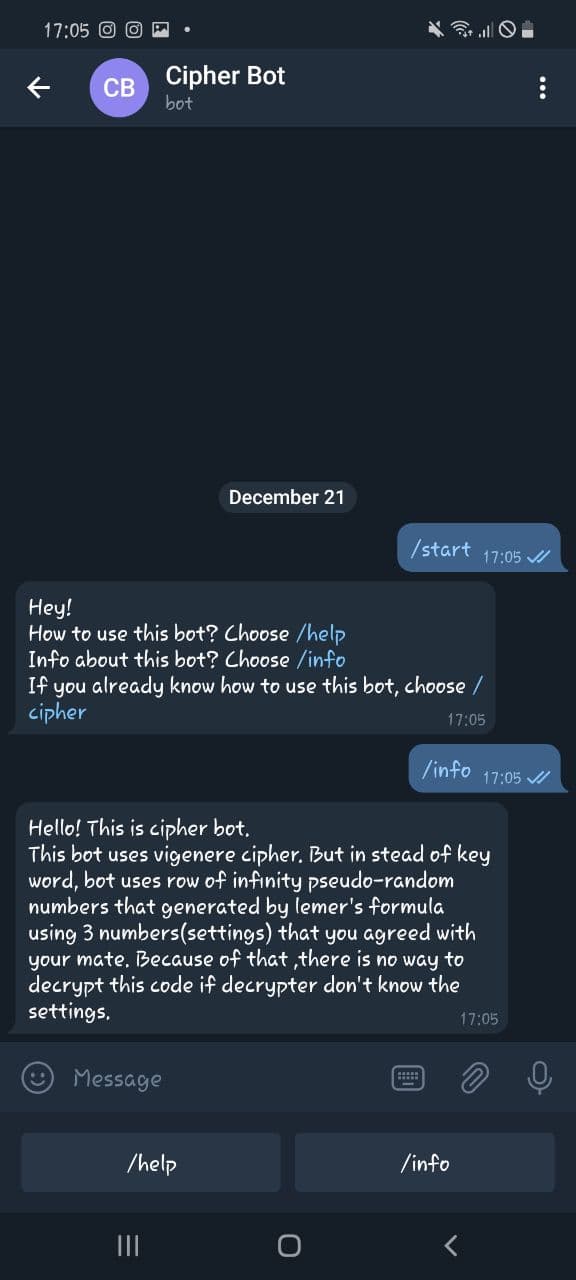 17:05
CB
Cipher Bot
bot
December 21
/start 17:05
Hey!
How to use this bot? Choose /help
Info about this bot? Choose /info
If you already know how to use this bot, choose /
cipher
17:05
/info 17:05
Hello! This is cipher bot.
This bot uses vigenere cipher. But in stead of key
word, bot uses row of infinity pseudo-random
numbers that generated by lemer's formula
using 3 numbers(settings) that you agreed with
your mate. Because of that ,there is no way to
decrypt this code if decrypter don't know the
settings.
17:05
Message
/help
/info